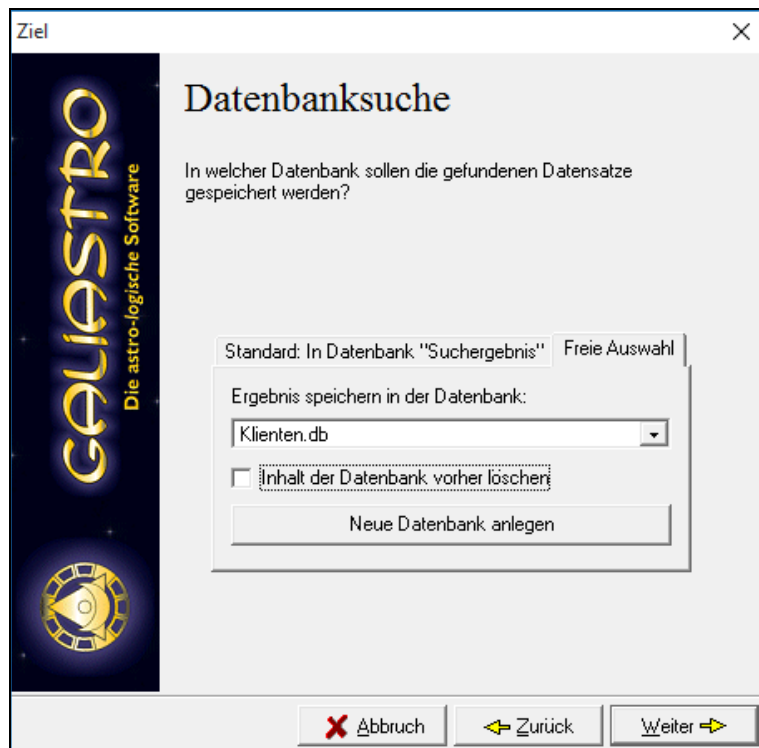 Ziel
GALIASTRO
Die astro-logische Software
Datenbanksuche
In welcher Datenbank sollen die gefundenen Datensatze
gespeichert werden?
Standard: In Datenbank "Suchergebnis"
Freie Auswahl
Ergebnis speichern in der Datenbank:
Klienten.db
Inhalt der Datenbank vorher löschen
Neue Datenbank anlegen
Abbruch
Zurück
Weiter